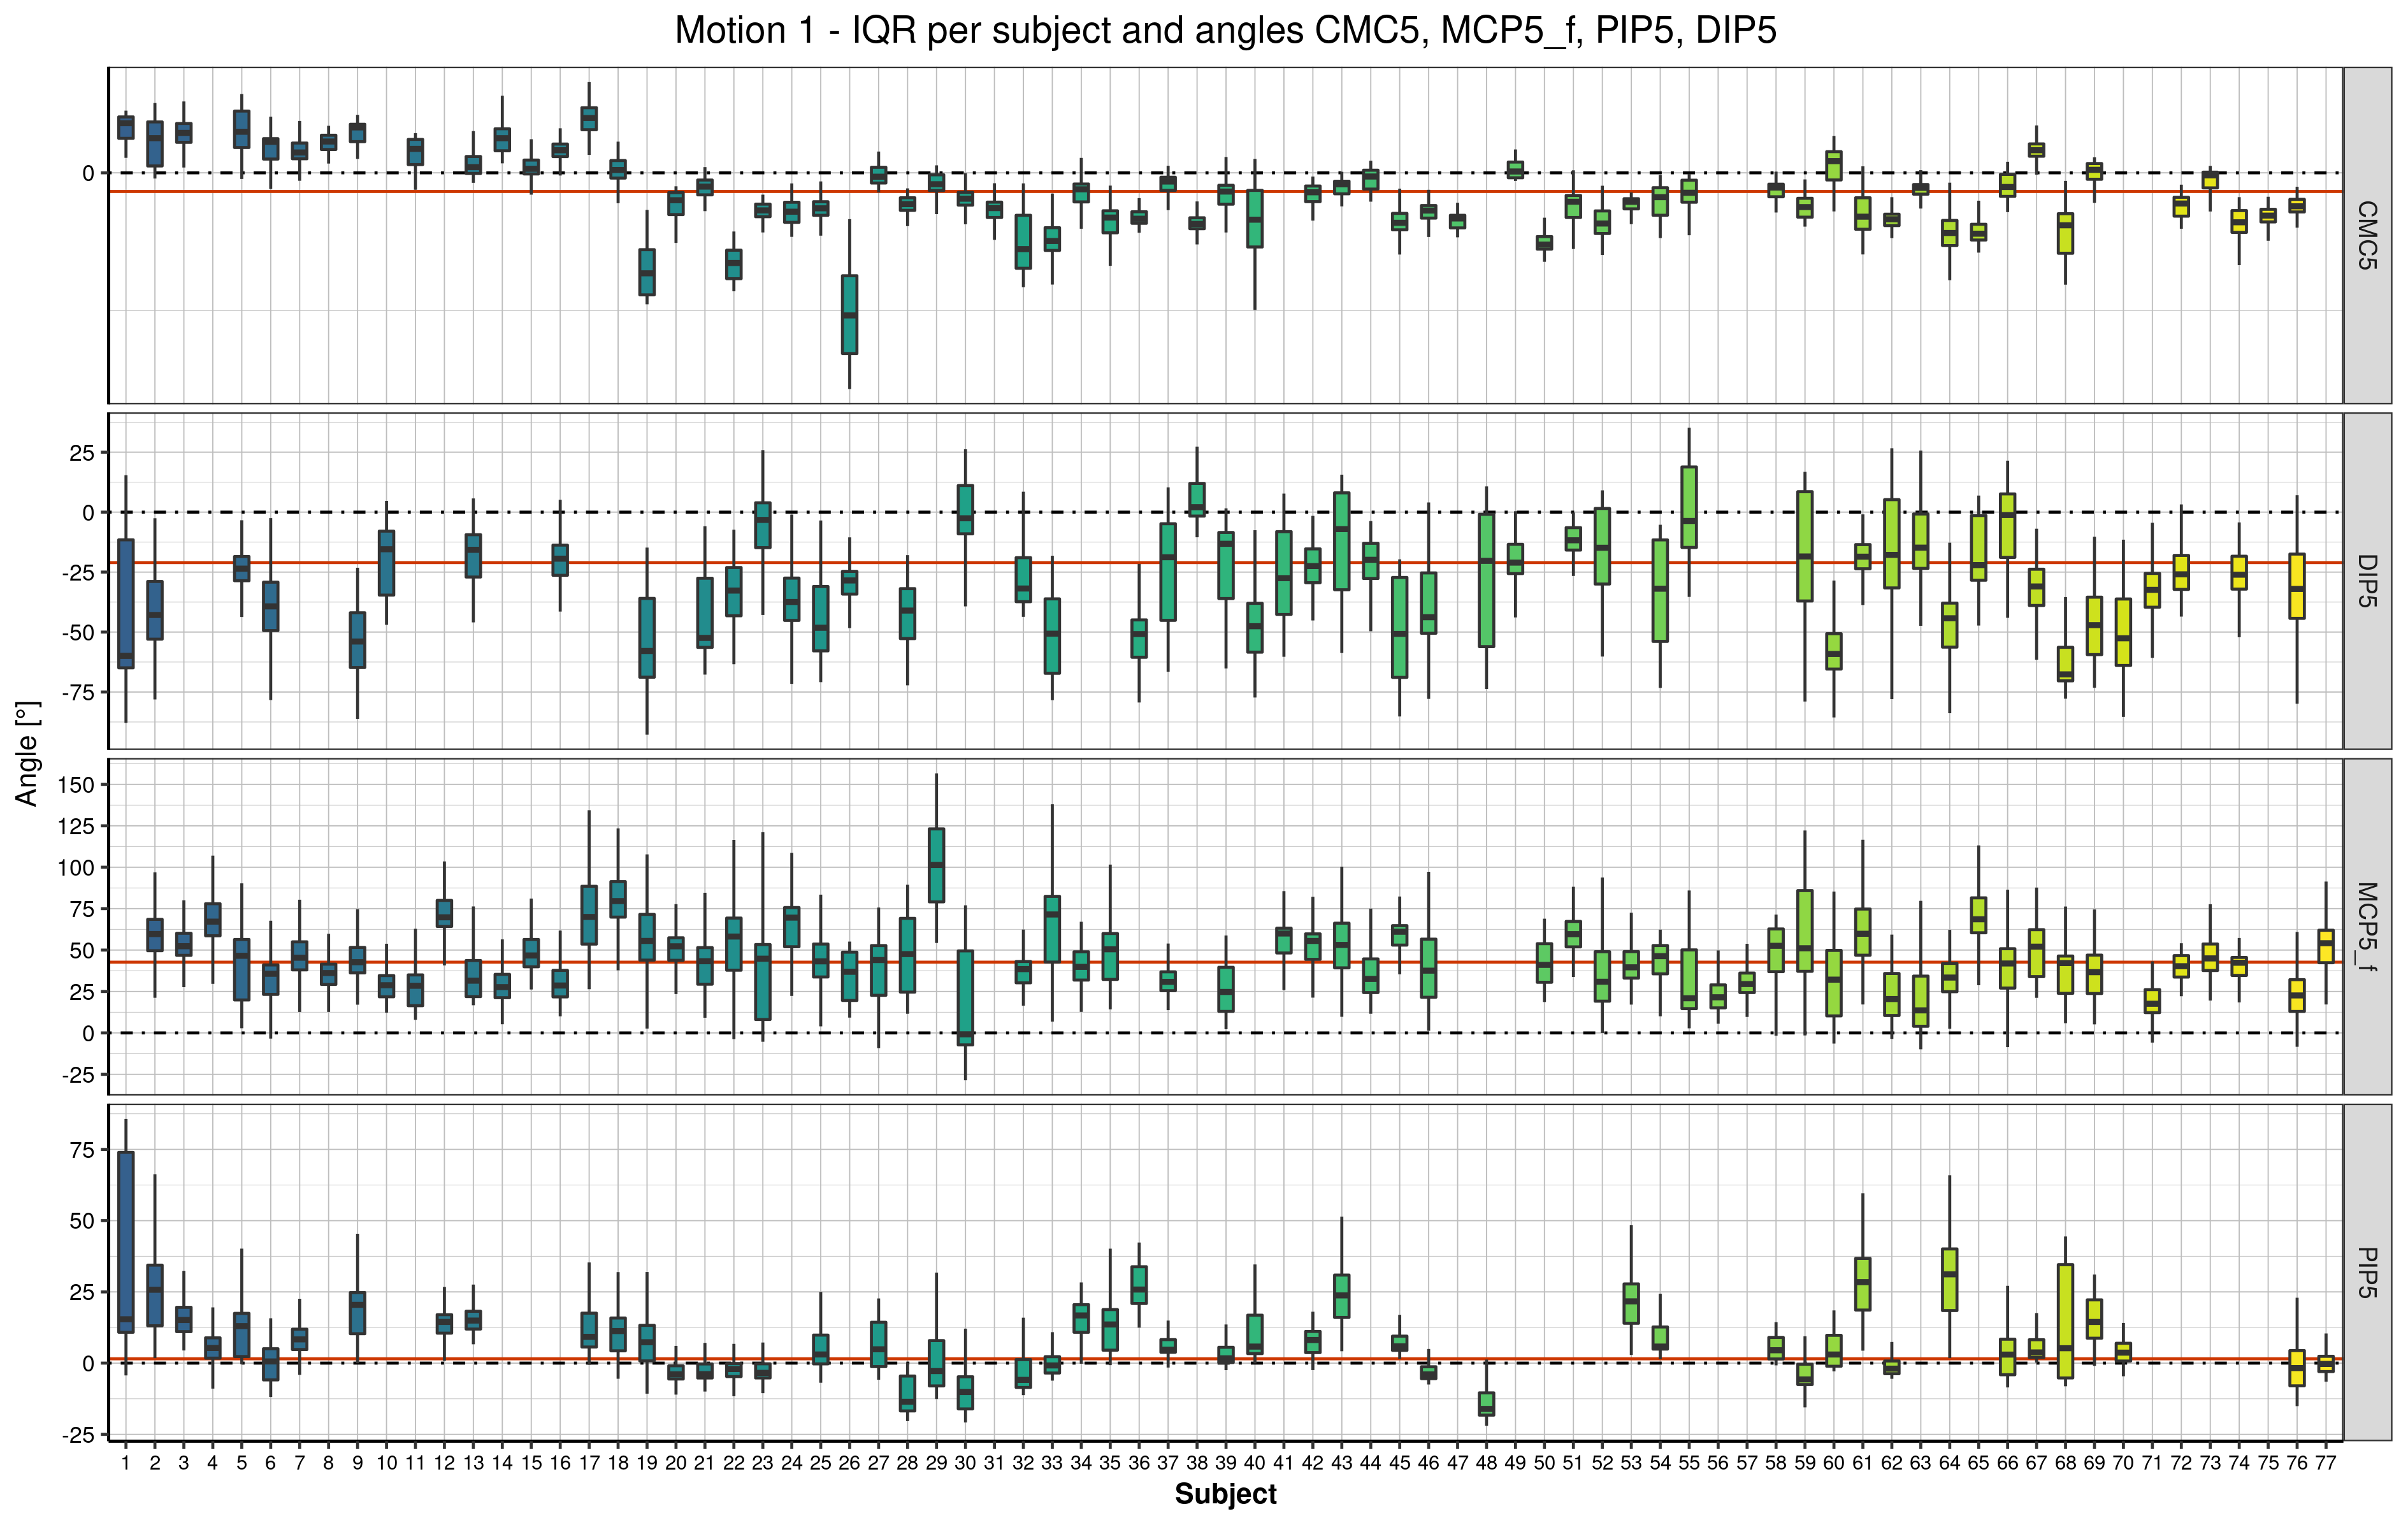 Motion 1 - IQR per subject and angles CMC5, MCP5_f, PIP5, DIP5
Angle [°]
0
CMC5
25
0
-25
-50
-75
DIP5
150
125
100
75
50
25
0
-25
MCP5_f
75
50
25
0
-25
PIP5
1 2 3 4 5 6 7 8 9 10 11 12 13 14 15 16 17 18 19 20 21 22 23 24 25 26 27 28 29 30 31 32 33 34 35 36 37 38 39 40 41 42 43 44 45 46 47 48 49 50 51 52 53 54 55 56 57 58 59 60 61 62 63 64 65 66 67 68 69 70 71 72 73 74 75 76 77
Subject